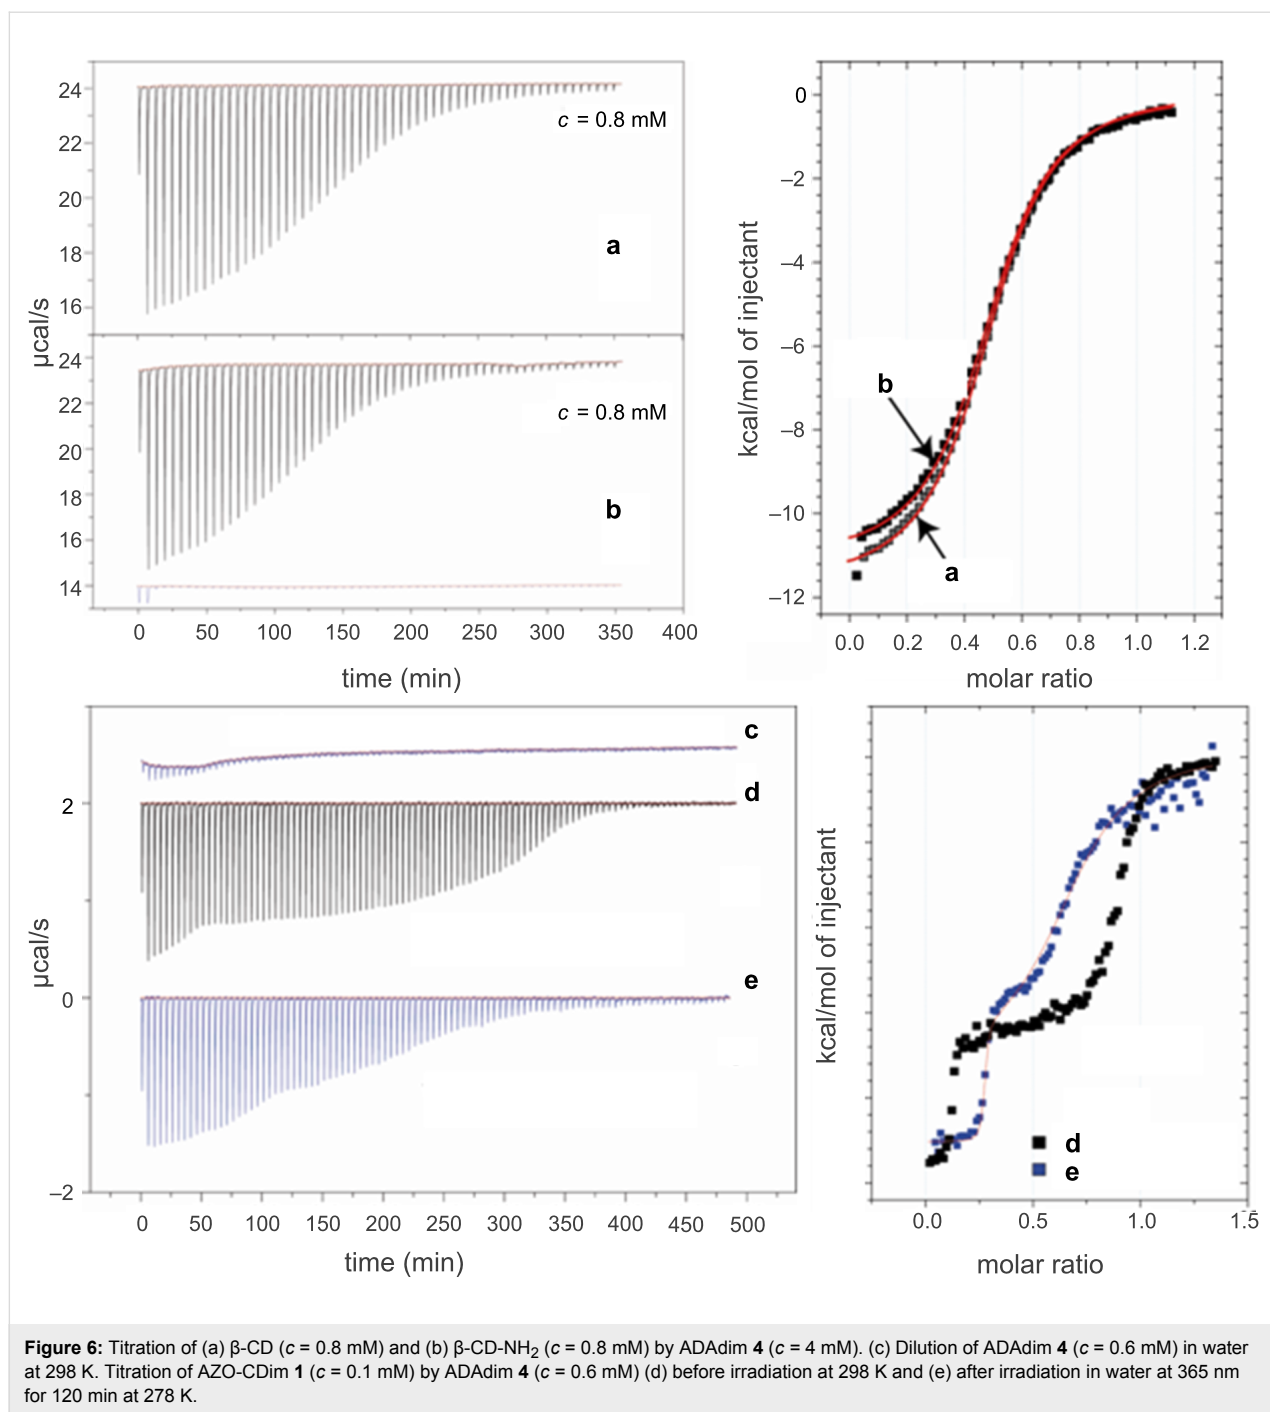 24
22
20
18
16
c = 0.8 mM
a
µcal/s
24
22
20
18
16
14
c = 0.8 mM
b
0 50 100 150 200 250 300 350 400
time (min)
0
–2
–4
–6
–8
–10
–12
kcal/mol of injectant
b
a
0.0 0.2 0.4 0.6 0.8 1.0 1.2
molar ratio
c
d
e
2
0
–2
µcal/s
0 50 100 150 200 250 300 350 400 450 500
time (min)
kcal/mol of injectant
d
e
0.0 0.5 1.0 1.5
molar ratio
Figure 6: Titration of (a) β-CD (c = 0.8 mM) and (b) β-CD-NH2 (c = 0.8 mM) by ADAdim 4 (c = 4 mM). (c) Dilution of ADAdim 4 (c = 0.6 mM) in water
at 298 K. Titration of AZO-CDim 1 (c = 0.1 mM) by ADAdim 4 (c = 0.6 mM) (d) before irradiation at 298 K and (e) after irradiation in water at 365 nm
for 120 min at 278 K.